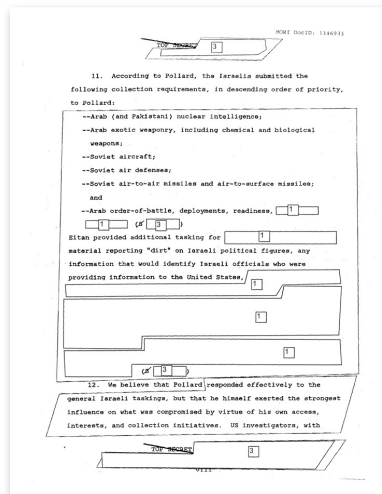 MORI DocID: 1346933
TOP SECRET 3
11. According to Pollard, the Israelis submitted the
following collection requirements, in descending order of priority,
to Pollard:
--Arab (and Pakistani) nuclear intelligence;
--Arab exotic weaponry, including chemical and biological
weapons;
--Soviet aircraft;
--Soviet air defenses;
--Soviet air-to-air missiles and air-to-surface missiles;
and
--Arab order-of-battle, deployments, readiness, 1
1 (S 3 )
Eitan provided additional tasking for 1
material reporting "dirt" on Israeli political figures, any
information that would identify Israeli officials who were
providing information to the United States, 1
1
1
(S 3 )
12. We believe that Pollard responded effectively to the
general Israeli taskings, but that he himself exerted the strongest
influence on what was compromised by virtue of his own access,
interests, and collection initiatives. US investigators, with
TOP SECRET 3
viii